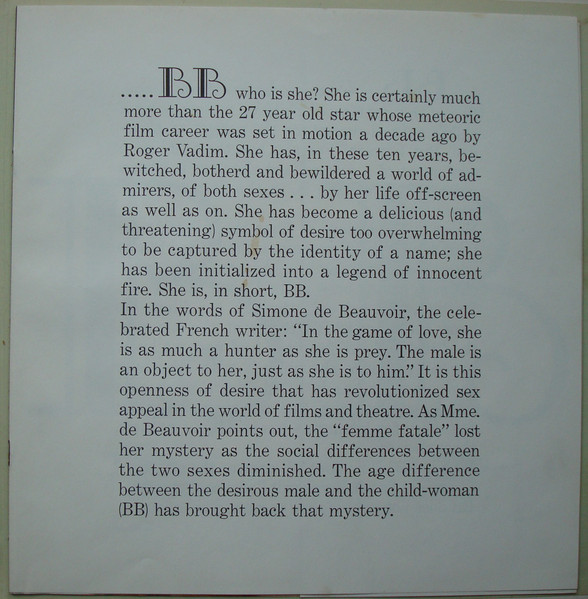 ..... BB who is she? She is certainly much
more than the 27 year old star whose meteoric
film career was set in motion a decade ago by
Roger Vadim. She has, in these ten years, be-
witched, botherd and bewildered a world of ad-
mirers, of both sexes . . . by her life off-screen
as well as on. She has become a delicious (and
threatening) symbol of desire too overwhelming
to be captured by the identity of a name; she
has been initialized into a legend of innocent
fire. She is, in short, BB.
In the words of Simone de Beauvoir, the cele-
brated French writer: “In the game of love, she
is as much a hunter as she is prey. The male is
an object to her, just as she is to him.” It is this
openness of desire that has revolutionized sex
appeal in the world of films and theatre. As Mme.
de Beauvoir points out, the “femme fatale” lost
her mystery as the social differences between
the two sexes diminished. The age difference
between the desirous male and the child-woman
(BB) has brought back that mystery.